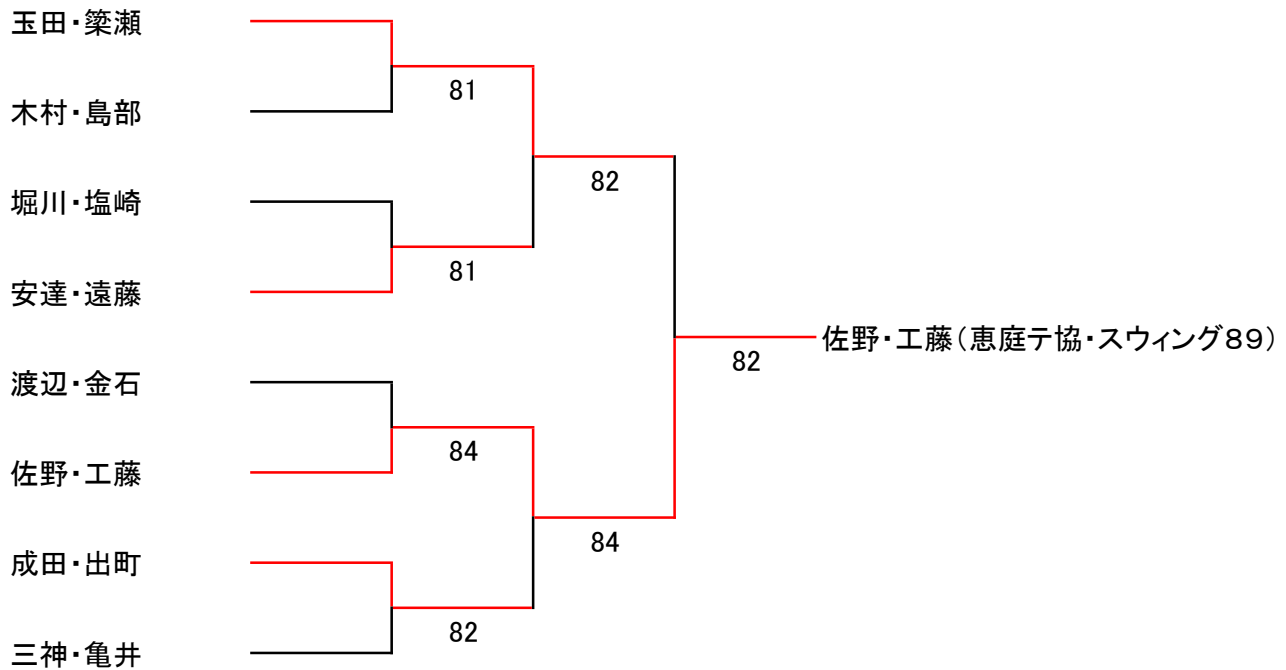 玉田・簗瀬
81
木村・島部
82
堀川・塩崎
81
安達・遠藤
佐野・工藤（恵庭テ協・スウィング８９）
82
渡辺・金石
84
佐野・工藤
84
成田・出町
82
三神・亀井